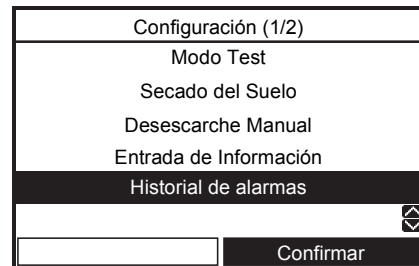 Configuración (1/2)
Modo Test
Secado del Suelo
Desescarche Manual
Entrada de Información
Historial de alarmas
Confirmar